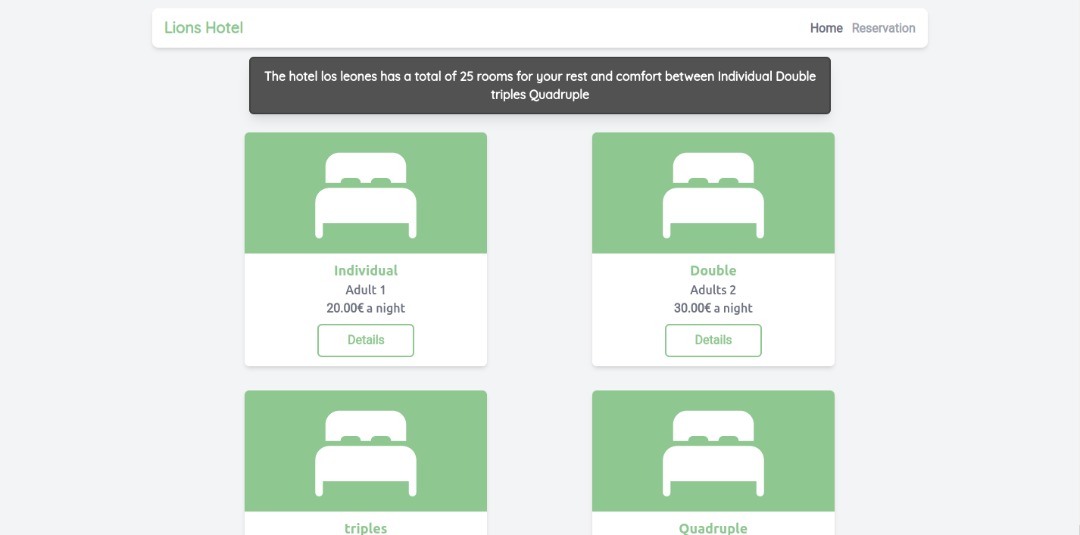 Lions Hotel
Home Reservation
The hotel los leones has a total of 25 rooms for your rest and comfort between Individual Double
triples Quadruple
Individual
Adult 1
20.00€ a night
Details
Double
Adults 2
30.00€ a night
Details
triples
Quadruple